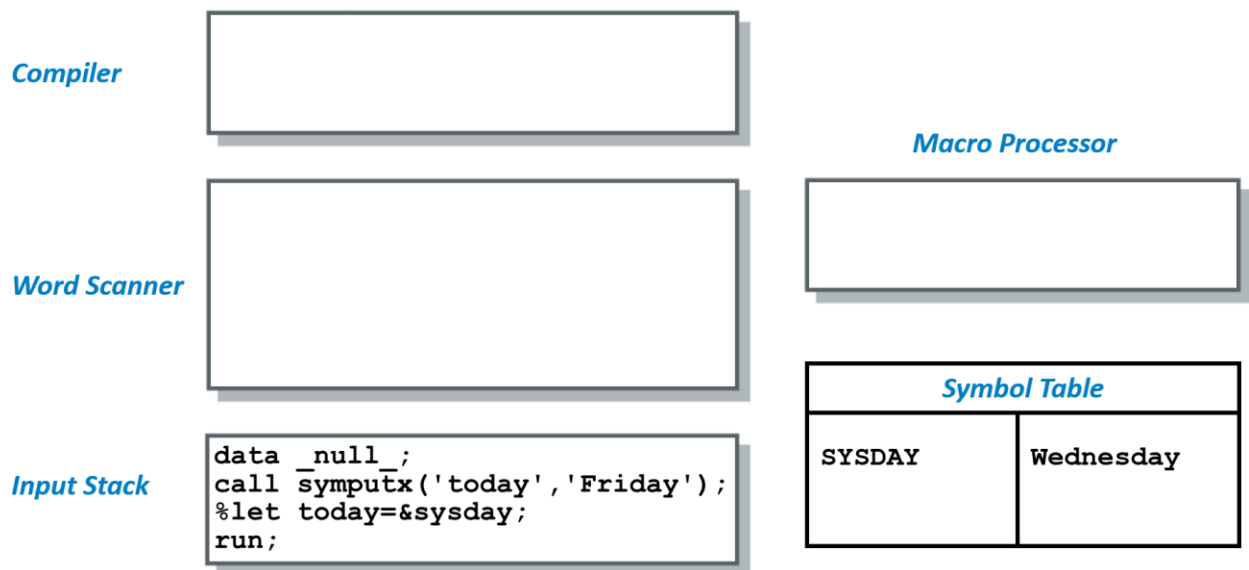 Compiler
Macro Processor
Word Scanner
Symbol Table
SYSDAY Wednesday
Input Stack
data _null_;
call symputx('today','Friday');
%let today=&sysday;
run;